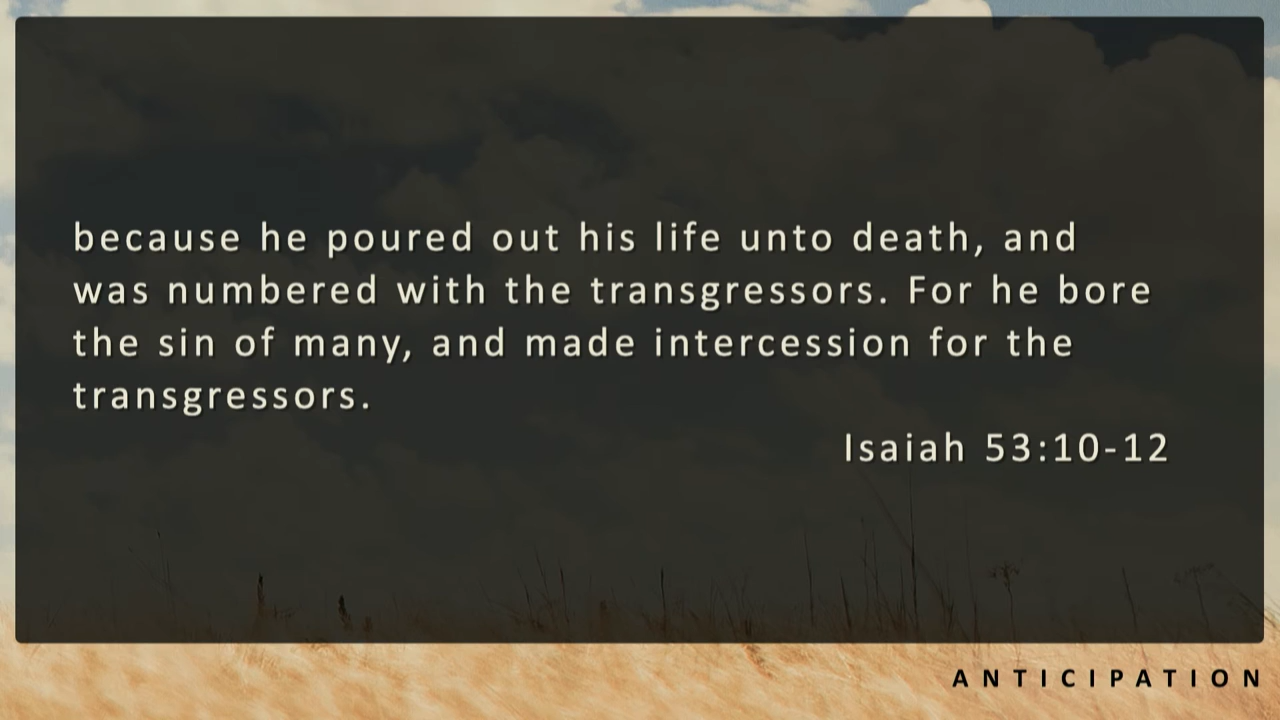 because he poured out his life unto death, and
was numbered with the transgressors. For he bore
the sin of many, and made intercession for the
transgressors.
Isaiah 53:10-12
ANTICIPATION